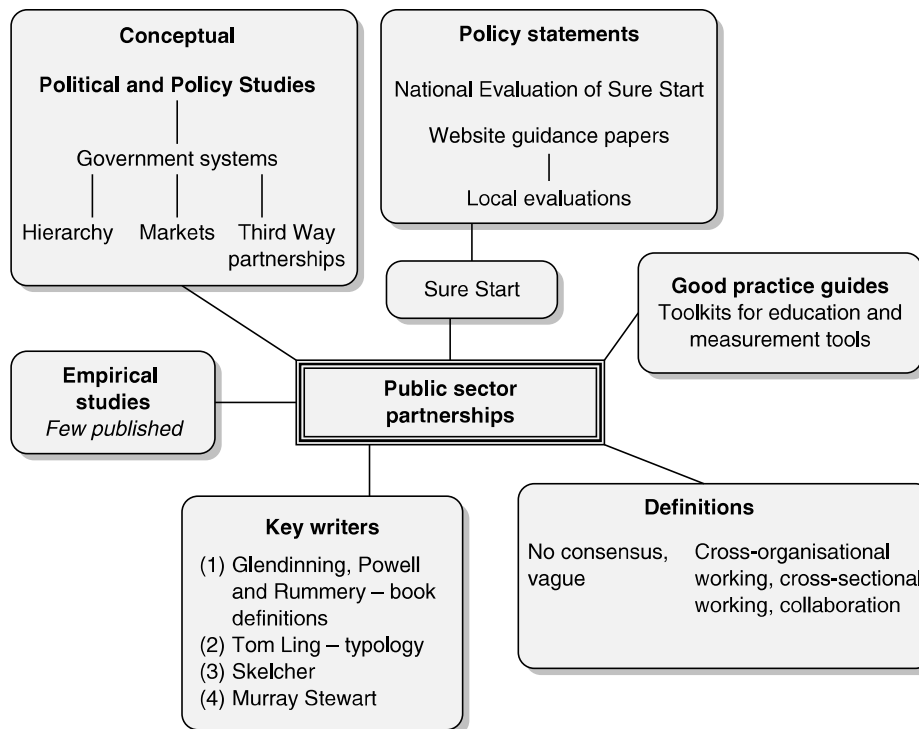 Conceptual
Political and Policy Studies
Government systems
Hierarchy
Markets
Third Way
partnerships
Policy statements
National Evaluation of Sure Start
Website guidance papers
Local evaluations
Sure Start
Good practice guides
Toolkits for education and
measurement tools
Empirical
studies
Few published
Public sector
partnerships
Key writers
(1) Glendinning, Powell
and Rummery – book
definitions
(2) Tom Ling – typology
(3) Skelcher
(4) Murray Stewart
Definitions
No consensus,
vague
Cross-organisational
working, cross-sectional
working, collaboration